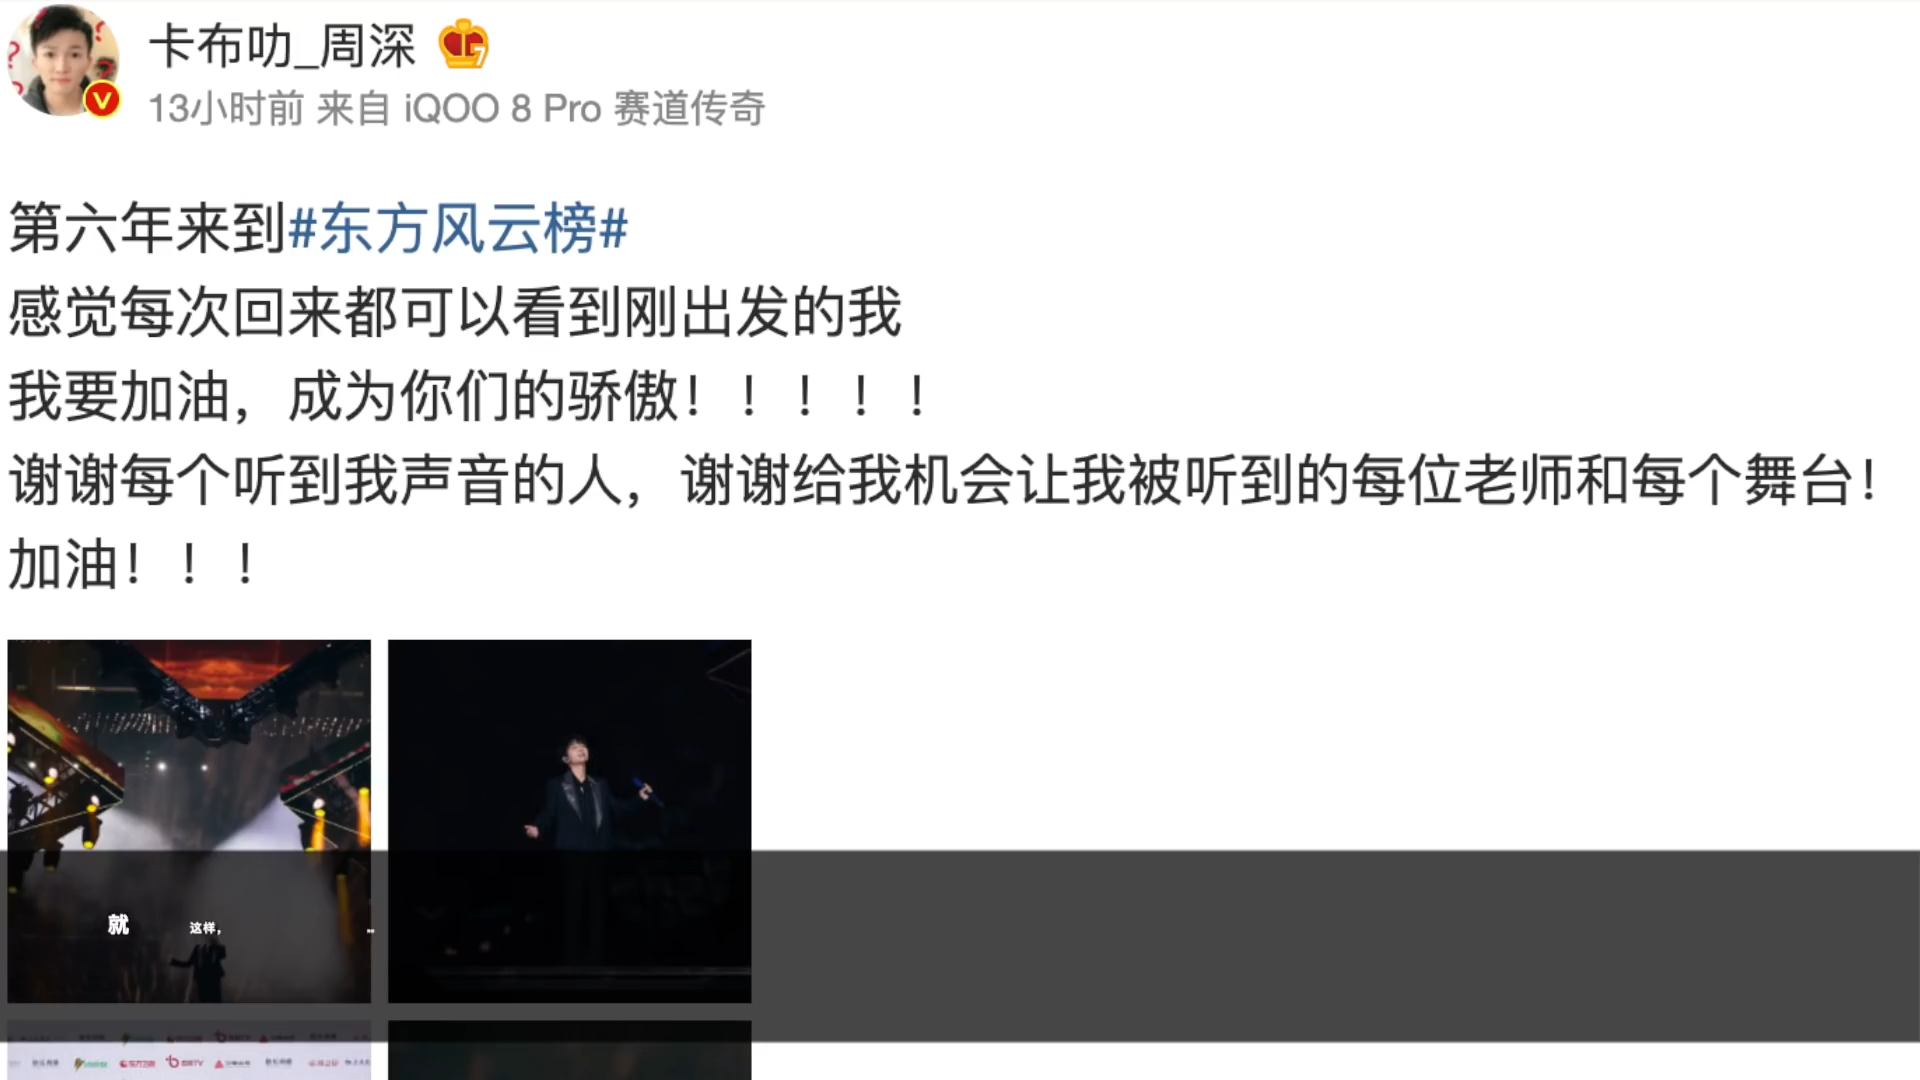 卡布叻_周深
13小时前 来自 iQOO 8 Pro 赛道传奇
第六年来到#东方风云榜#
感觉每次回来都可以看到刚出发的我
我要加油，成为你们的骄傲！！！！！
谢谢每个听到我声音的人，谢谢给我机会让我被听到的每位老师和每个舞台！
加油！！！
就 这样，